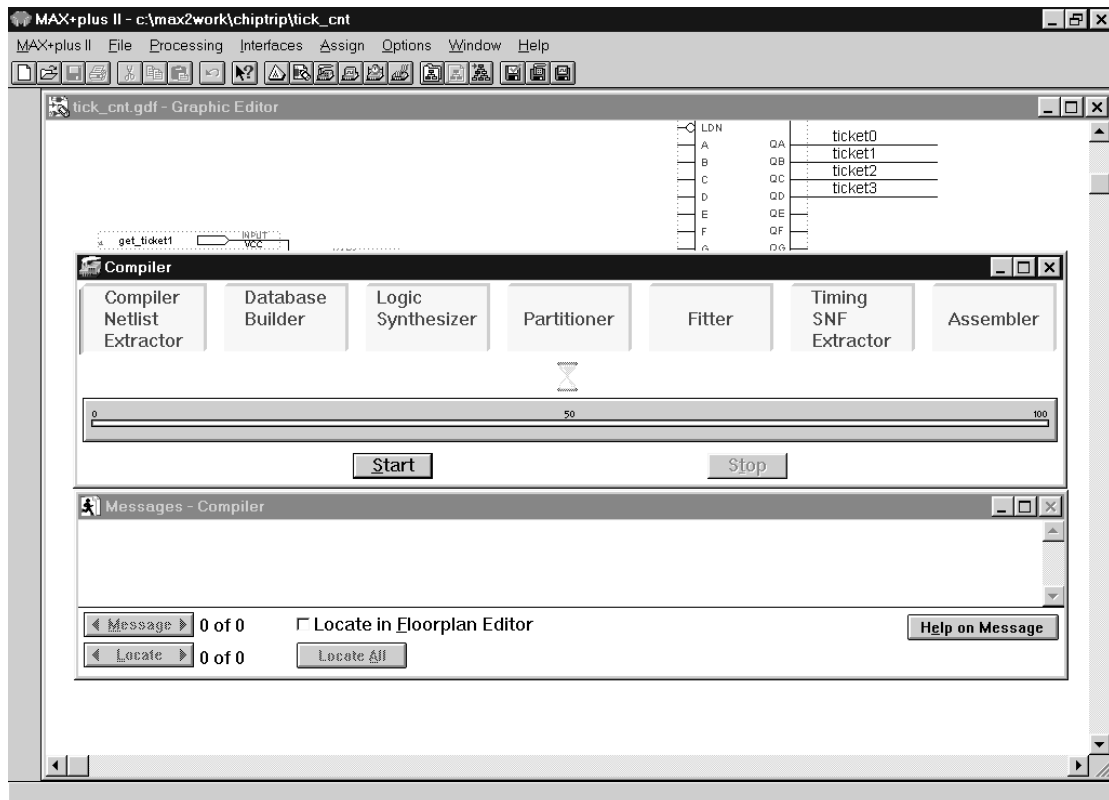 MAX+plus II - c:\max2work\chiptrip\tick_cnt
MAX+plus II File Processing Interfaces Assign Options Window Help
tick_cnt.gdf - Graphic Editor
LDN
A QA ticket0
B QB ticket1
C QC ticket2
D QD ticket3
E QE
F QF
G QG
get_ticket1 INPUT
VCC
Compiler
Compiler
Netlist
Extractor
Database
Builder
Logic
Synthesizer
Partitioner
Fitter
Timing
SNF
Extractor
Assembler
0 50 100
Start Stop
Messages - Compiler
Message 0 of 0 Locate in Floorplan Editor Help on Message
Locate 0 of 0 Locate All